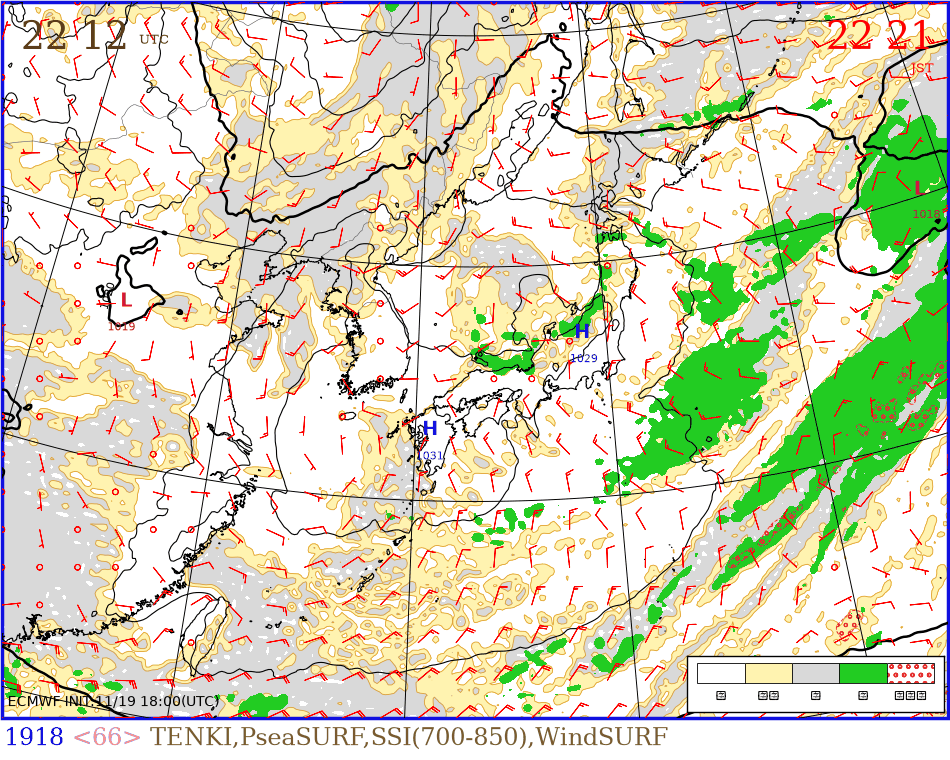 22 12 UTC
22 21
JST
L
1018
L
1019
H
1029
H
1031
ECMWF INIT:11/19 18:00(UTC)
1918 <66> TENKI,PseaSURF,SSI(700-850),WindSURF